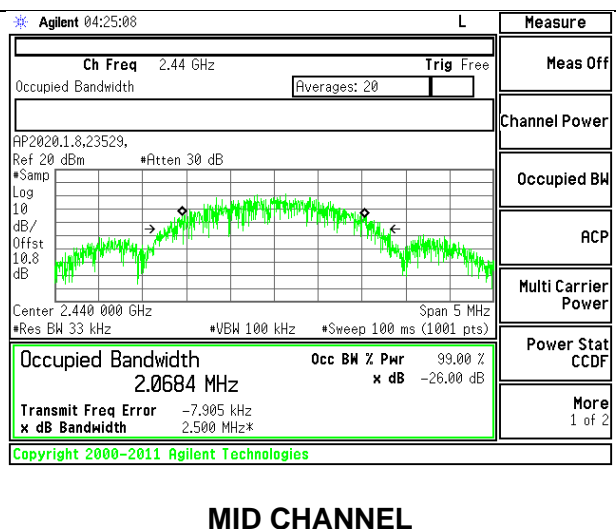 Agilent 04:25:08 L Measure
Ch Freq 2.44 GHz Trig Free
Occupied Bandwidth Averages: 20
AP2020.1.8,23529,
Ref 20 dBm #Atten 30 dB
#Samp
Log
10
dB/
Offst
10.8
dB
Center 2.440 000 GHz Span 5 MHz
#Res BW 33 kHz #VBW 100 kHz #Sweep 100 ms (1001 pts)
Occupied Bandwidth Occ BW % Pwr 99.00 %
2.0684 MHz x dB -26.00 dB
Transmit Freq Error -7.905 kHz
x dB Bandwidth 2.500 MHz*
Copyright 2000-2011 Agilent Technologies
Meas Off
Channel Power
Occupied BW
ACP
Multi Carrier
Power
Power Stat
CCDF
More
1 of 2
MID CHANNEL